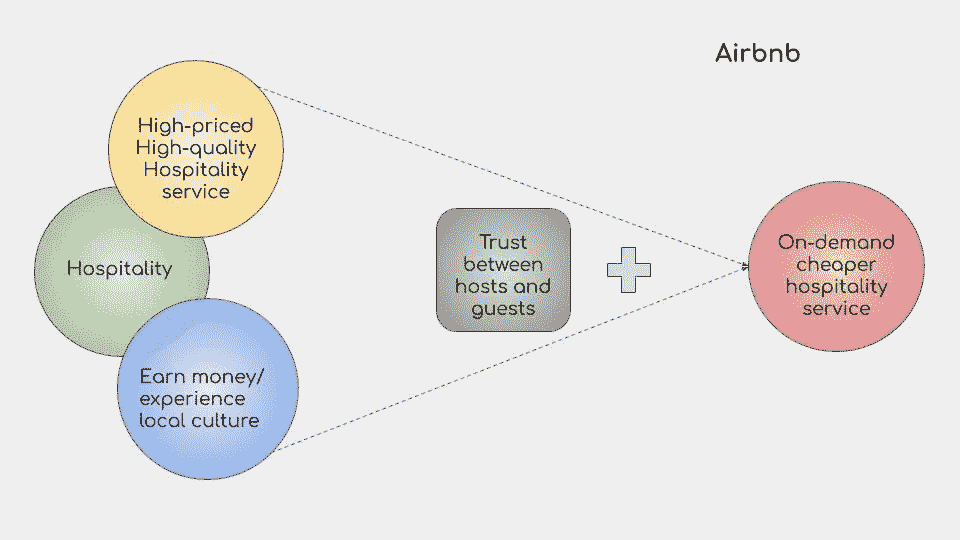 Airbnb
High-priced
High-quality
Hospitality
service
Hospitality
Earn money/
experience
local culture
Trust
between
hosts and
guests
On-demand
cheaper
hospitality
service